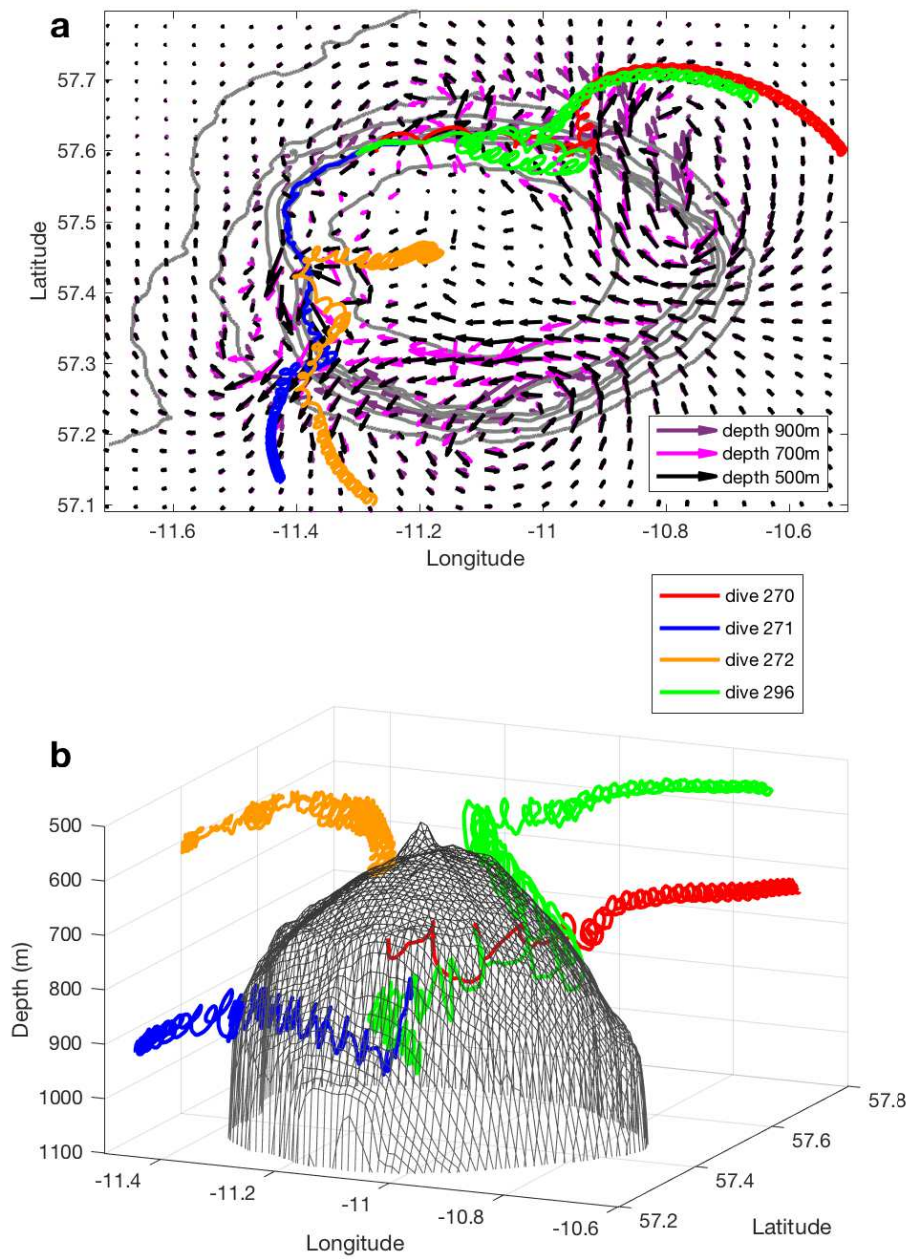 a
57.7
57.6
57.5
57.4
57.3
57.2
57.1
Latitude
-11.6 -11.4 -11.2 -11 -10.8 -10.6
Longitude
depth 900m
depth 700m
depth 500m
dive 270
dive 271
dive 272
dive 296
b
500
600
700
800
900
1000
1100
Depth (m)
-11.4 -11.2 -11 -10.8 -10.6
Longitude
57.2 57.4 57.6 57.8
Latitude